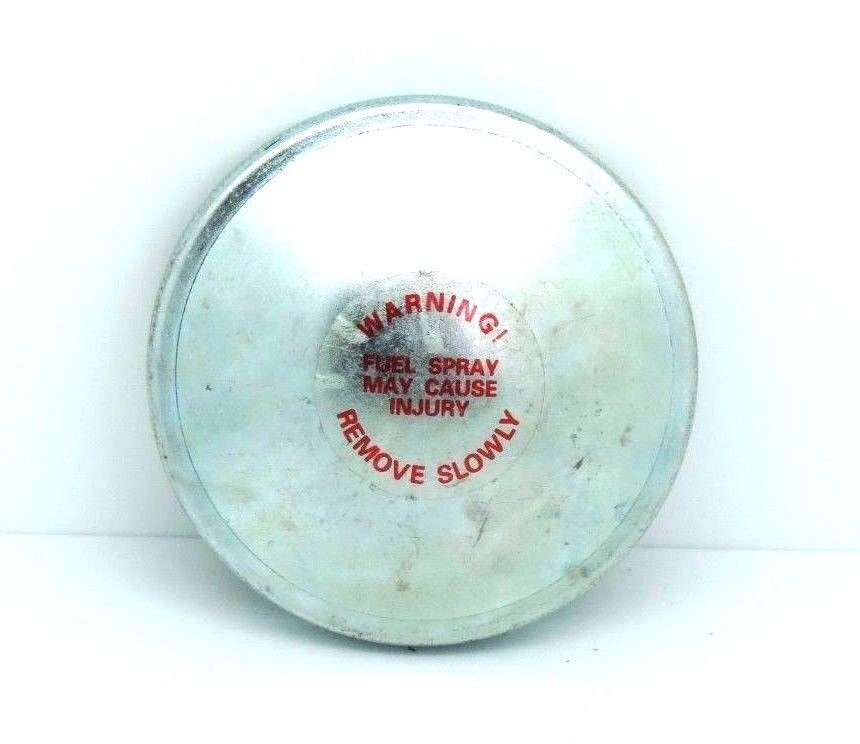 WARNING!
FUEL SPRAY
MAY CAUSE
INJURY
REMOVE SLOWLY